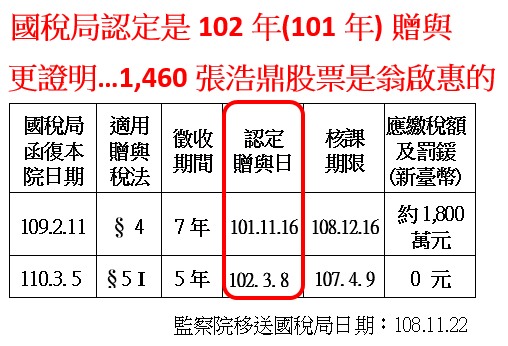 國稅局認定是 102 年(101 年) 贈與
更證明…1,460 張浩鼎股票是翁啟惠的
國稅局 適用 徵收 認定 核課 應繳稅額
函復本 贈與 期間 贈與日 期限 及罰鍰
院日期 稅法 (新臺幣)
109.2.11 § 4 7 年 101.11.16 108.12.16 約 1,800
萬元
110.3.5 §5 I 5 年 102.3.8 107.4.9 0 元
監察院移送國稅局日期：108.11.22